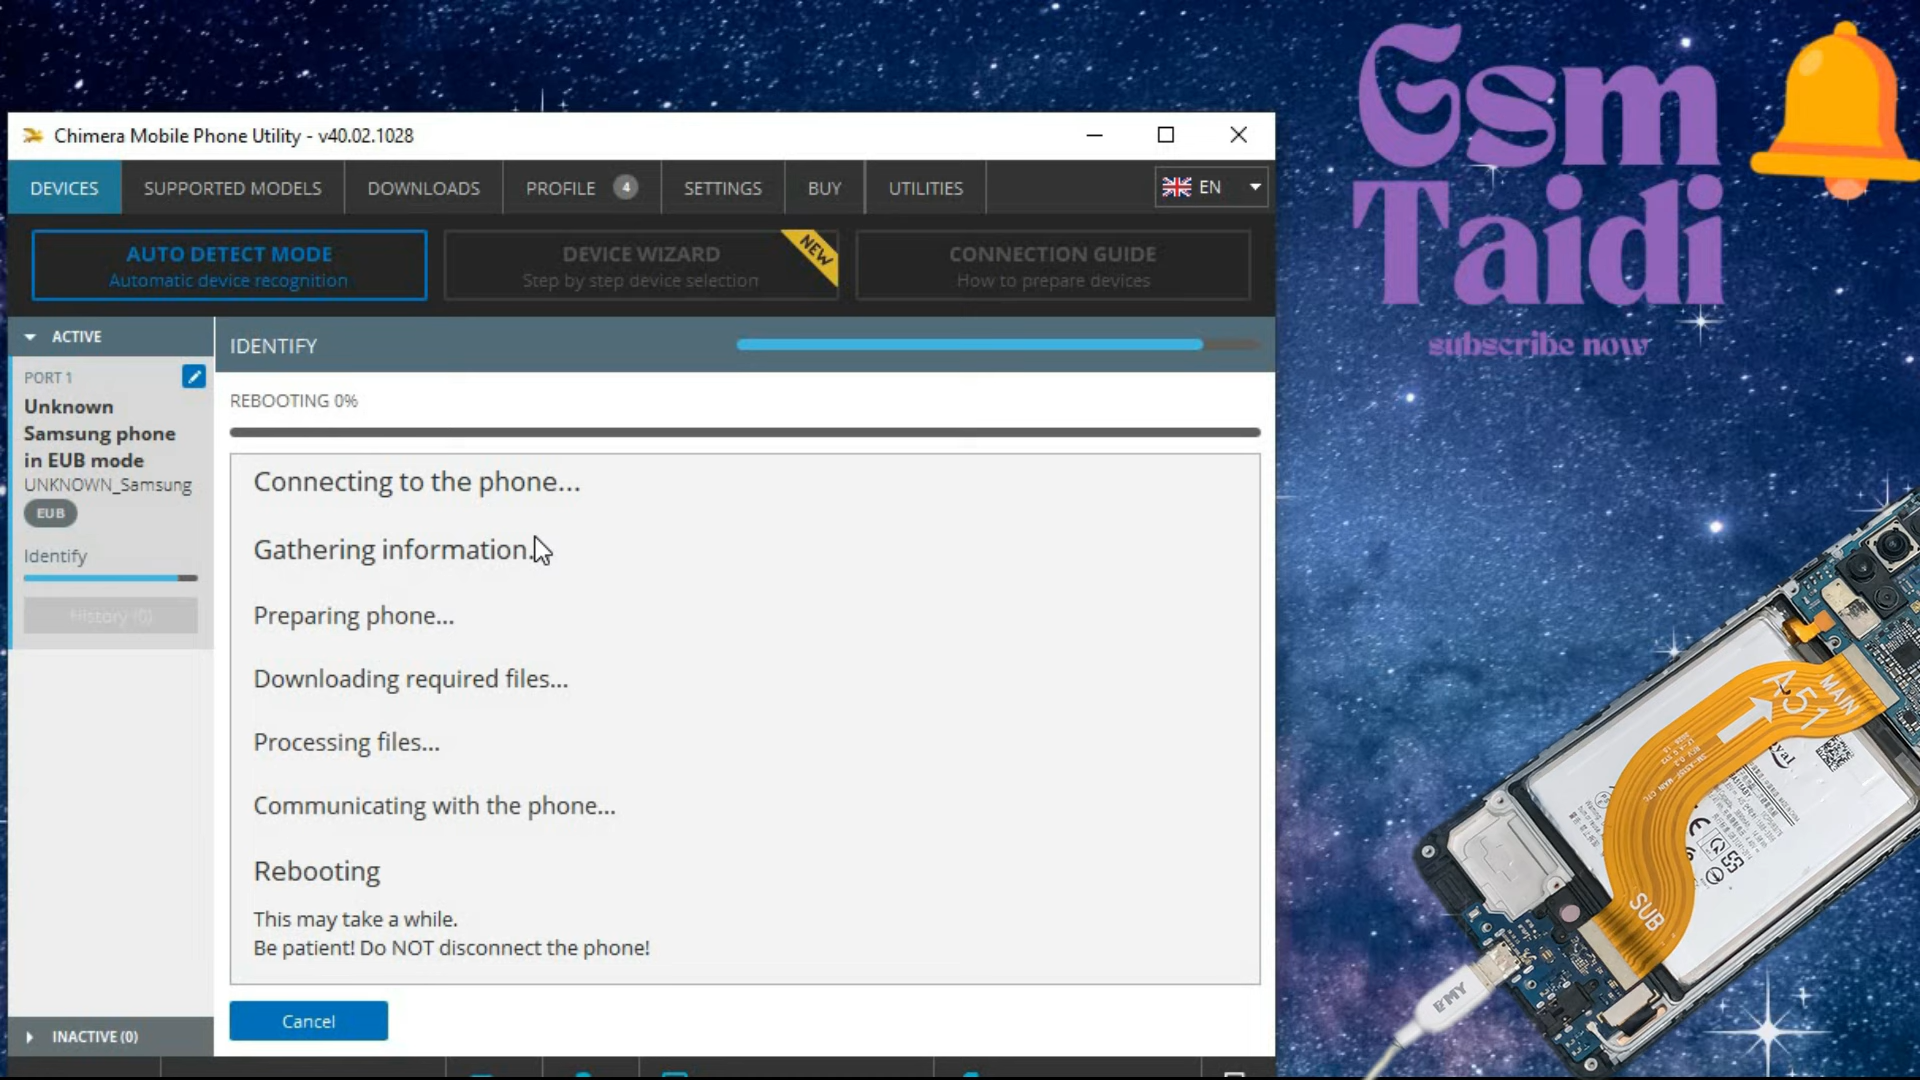 Chimera Mobile Phone Utility - v40.02.1028
DEVICES
SUPPORTED MODELS
DOWNLOADS
PROFILE 4
SETTINGS
BUY
UTILITIES
EN
AUTO DETECT MODE
Automatic device recognition
DEVICE WIZARD
Step by step device selection
NEW
CONNECTION GUIDE
How to prepare devices
ACTIVE
PORT 1
Unknown
Samsung phone
in EUB mode
UNKNOWN_Samsung
EUB
Identify
History (0)
INACTIVE (0)
IDENTIFY
REBOOTING 0%
Connecting to the phone...
Gathering information.
Preparing phone...
Downloading required files...
Processing files...
Communicating with the phone...
Rebooting
This may take a while.
Be patient! Do NOT disconnect the phone!
Cancel
Gsm
Taidi
subscribe now
MAIN
A51
SUB
EMY